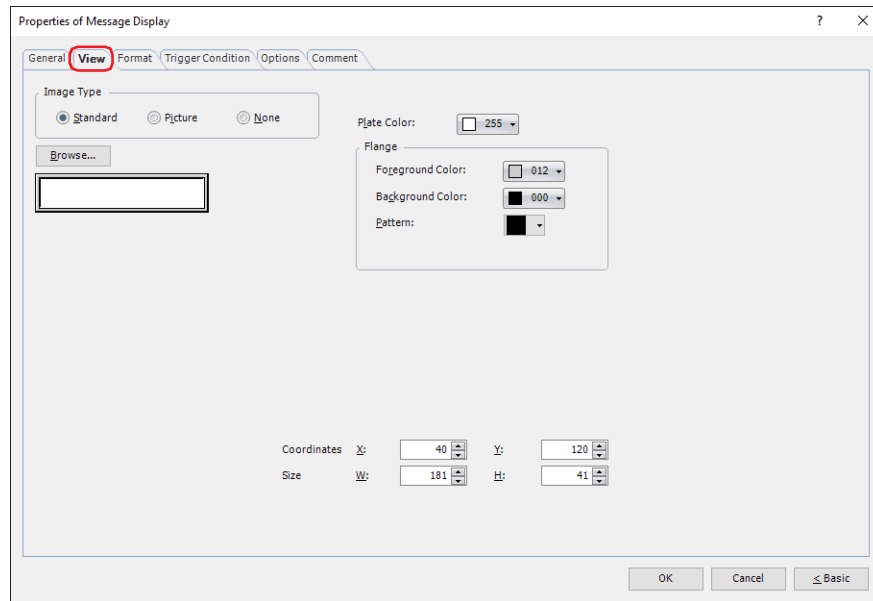 Properties of Message Display ?
General View Format Trigger Condition Options Comment
Image Type
Standard Picture None
Plate Color: 255
Browse...
Flange
Foreground Color: 012
Background Color: 000
Pattern:
Coordinates X: 40 Y: 120
Size W: 181 H: 41
OK Cancel < Basic